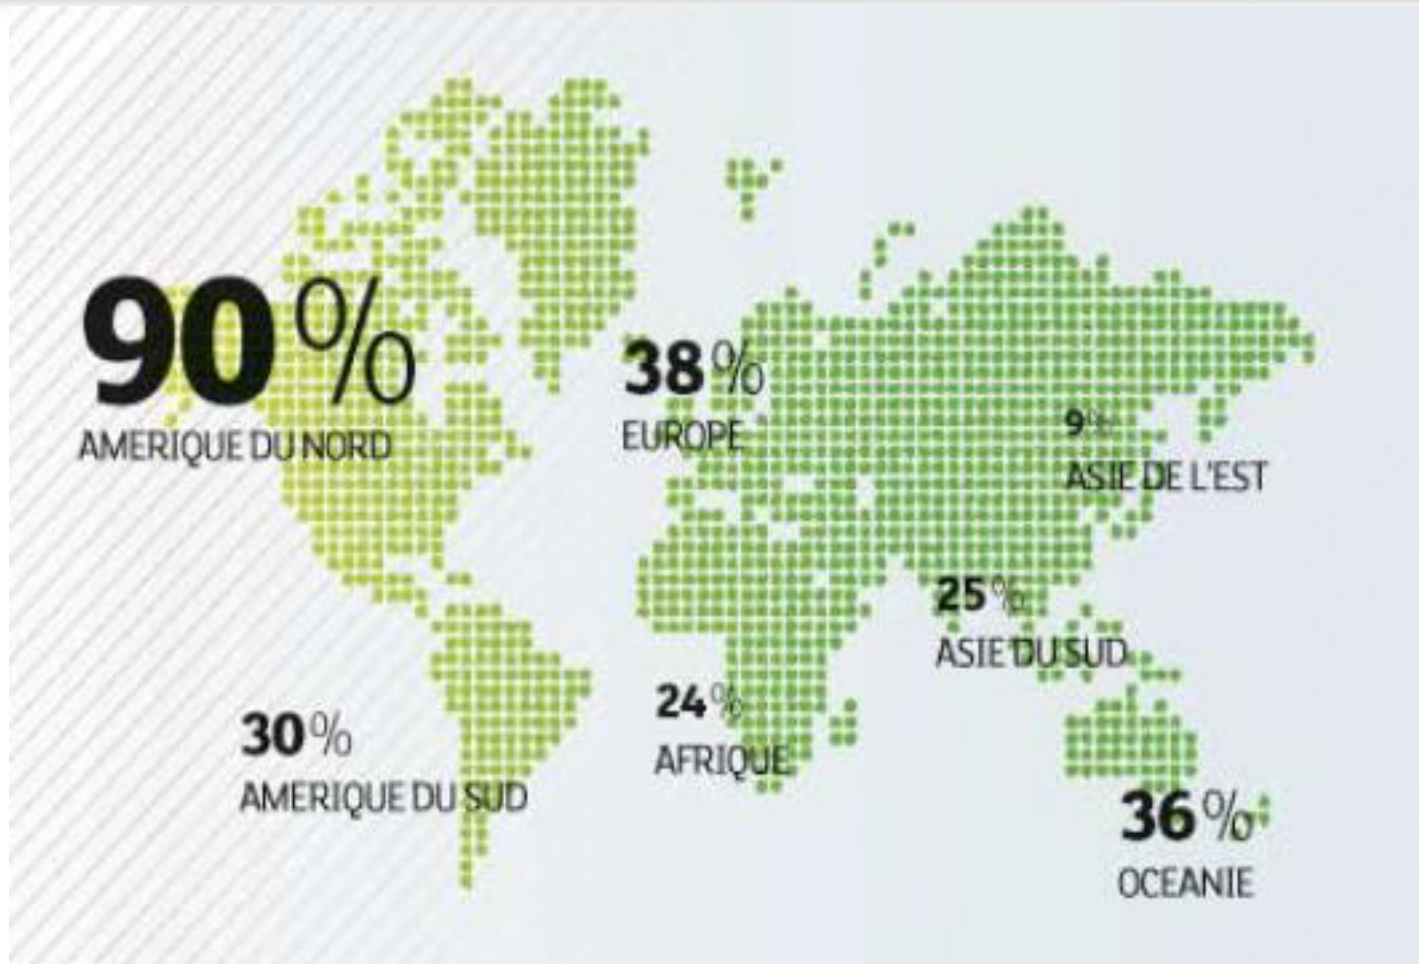 90%
AMERIQUE DU NORD
38%
EUROPE
9%
ASIE DE L'EST
25%
ASIE DU SUD
24%
AFRIQUE
30%
AMERIQUE DU SUD
36%
OCEANIE